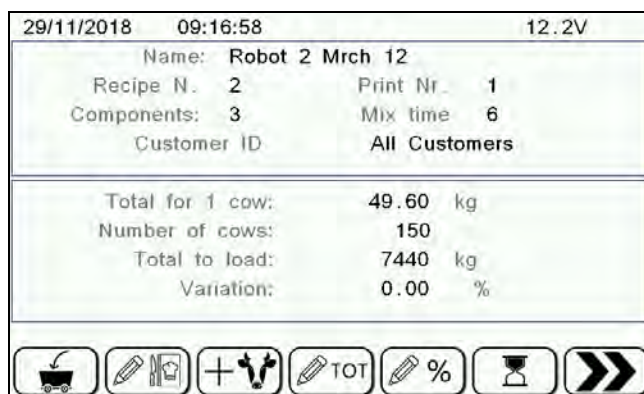 29/11/2018 09:16:58 12.2V
Name: Robot 2 Mrch 12
Recipe N. 2 Print Nr. 1
Components: 3 Mix time 6
Customer ID All Customers
Total for 1 cow: 49.60 kg
Number of cows: 150
Total to load: 7440 kg
Variation: 0.00 %
TOT %